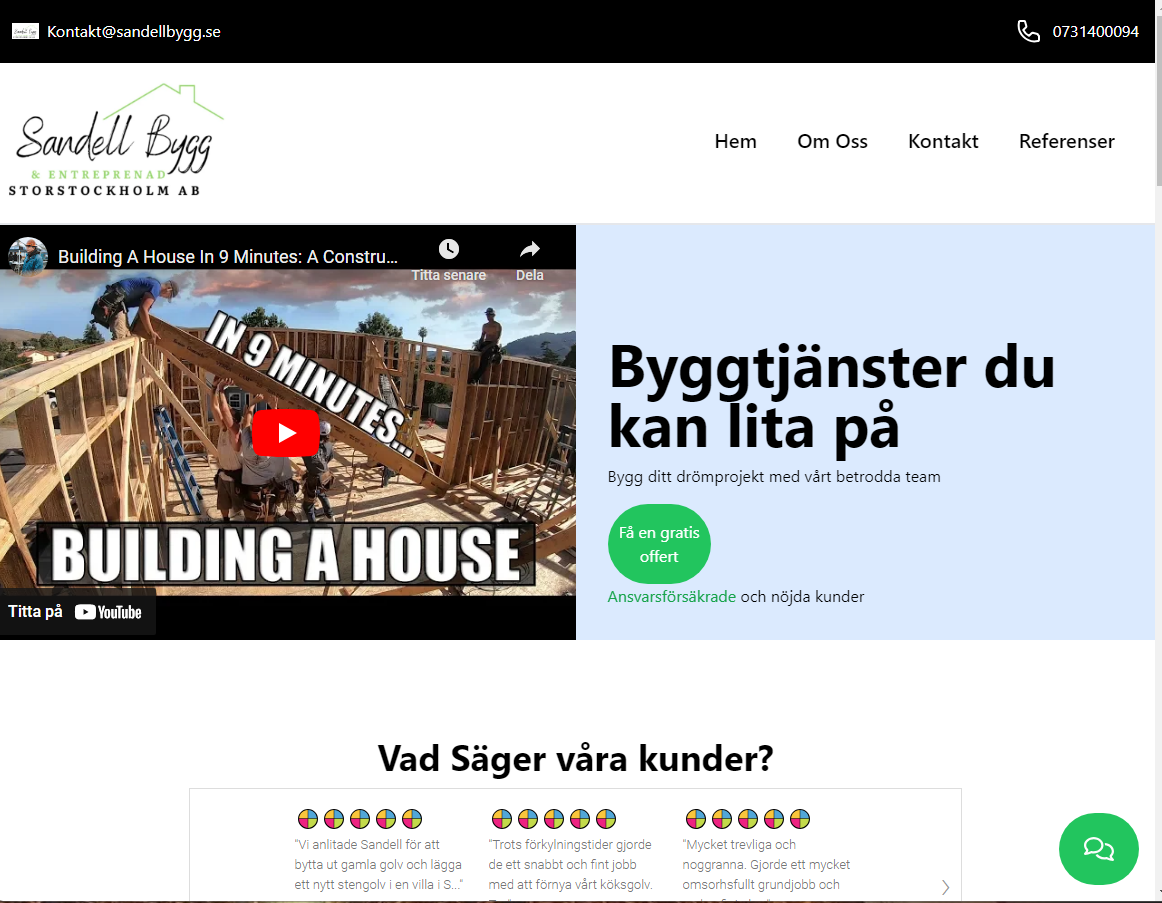 Kontakt@sandellbygg.se
0731400094
Sandell Bygg
& ENTREPRENAD
STORSTOCKHOLM AB
Hem Om Oss Kontakt Referenser
Building A House In 9 Minutes: A Constru...
Titta senare Dela
IN 9 MINUTES...
BUILDING A HOUSE
Titta på YouTube
Byggtjänster du
kan lita på
Bygg ditt drömprojekt med vårt betrodda team
Få en gratis
offert
Ansvarsförsäkrade och nöjda kunder
Vad Säger våra kunder?
"Vi anlitade Sandell för att
bytta ut gamla golv och lägga
ett nytt stengolv i en villa i S..."
"Trots förkylningstider gjorde
de ett snabbt och fint jobb
med att förnya vårt köksgolv.
"Mycket trevliga och
noggranna. Gjorde ett mycket
omsorhsfullt grundjobb och